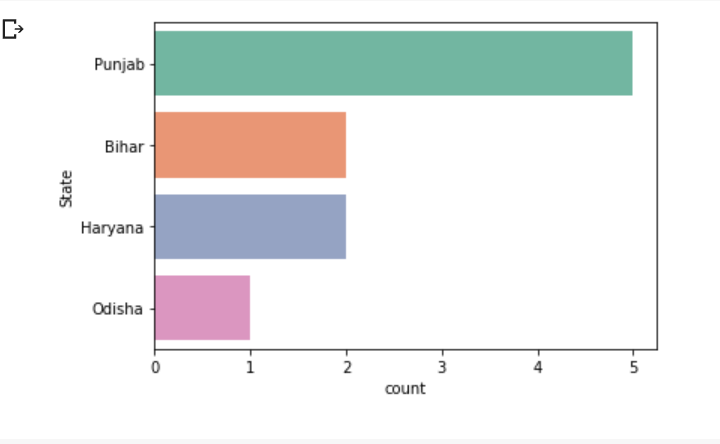 Punjab
Bihar
Haryana
Odisha
State
0 1 2 3 4 5
count